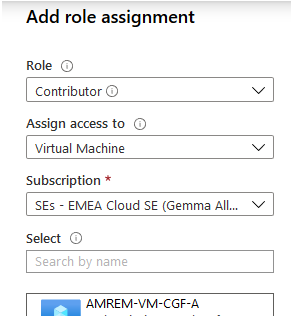 Add role assignment
Role
Contributor
Assign access to
Virtual Machine
Subscription *
SEs - EMEA Cloud SE (Gemma All...
Select
Search by name
AMREM-VM-CGF-A